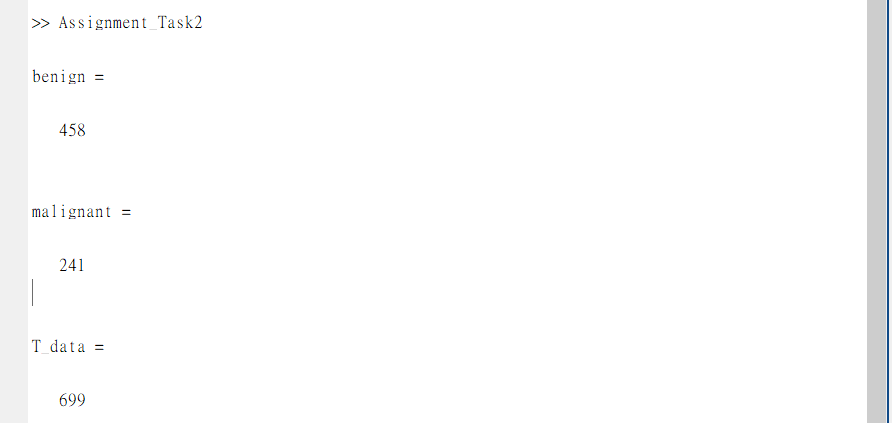 >> Assignment_Task2
benign =
458
malignant =
241
T_data =
699